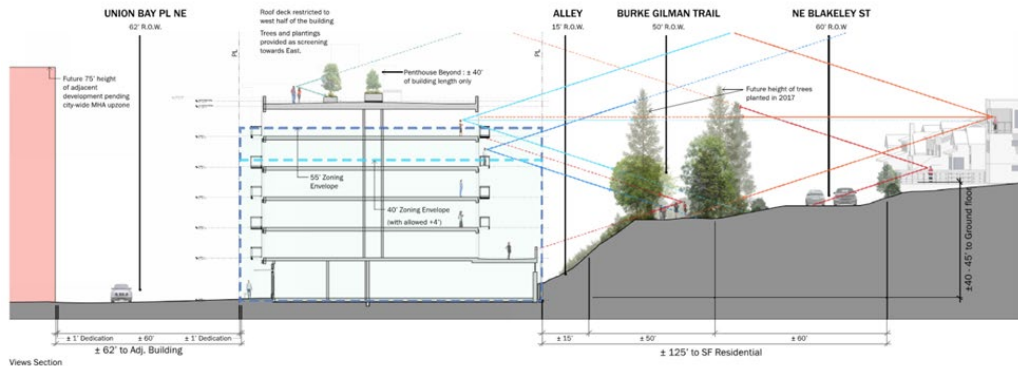 UNION BAY PL NE
62' R.O.W.
Roof deck restricted to
west half of the building
Trees and plantings
provided as screening
towards East.
PL
PL
ALLEY
15' R.O.W.
BURKE GILMAN TRAIL
50' R.O.W.
NE BLAKELEY ST
60' R.O.W.
Future 75' height
of adjacent
development pending
city-wide MHA upzone
Penthouse Beyond : ± 40'
of building length only
Future height of trees
planted in 2017
55' Zoning
Envelope
40' Zoning Envelope
(with allowed +4')
±40 - 45' to Ground floor
± 1' Dedication
± 60'
± 1' Dedication
± 62' to Adj. Building
± 15'
± 50'
± 60'
± 125' to SF Residential
Views Section